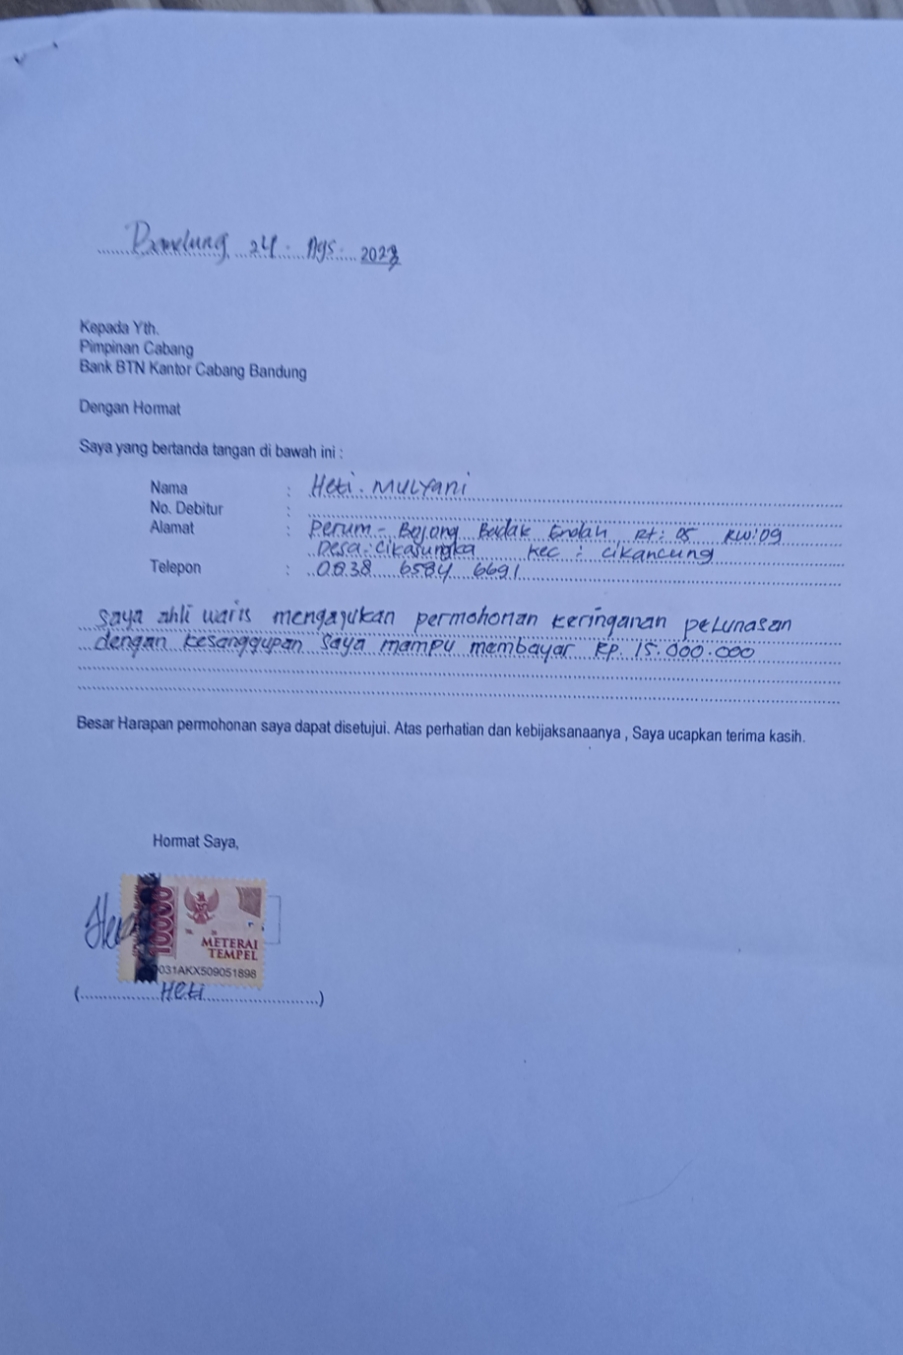 Bandung 24 Ags 2023
Kepada Yth.
Pimpinan Cabang
Bank BTN Kantor Cabang Bandung
Dengan Hormat
Saya yang bertanda tangan di bawah ini :
Nama : Heti. Mulyani
No. Debitur :
Alamat : Perum - Bojong Badak Endah Rt: 05 RW:09
Desa. Cikasungka Kec : Cikancung
Telepon : 0838 6584 6691
Saya ahli waris mengajukan permohonan keringanan pelunasan
dengan kesanggupan saya mampu membayar Rp. 15.000.000
Besar Harapan permohonan saya dapat disetujui. Atas perhatian dan kebijaksanaanya , Saya ucapkan terima kasih.
Hormat Saya,
10000
METERAI
TEMPEL
031AKX509051898
(Heti)